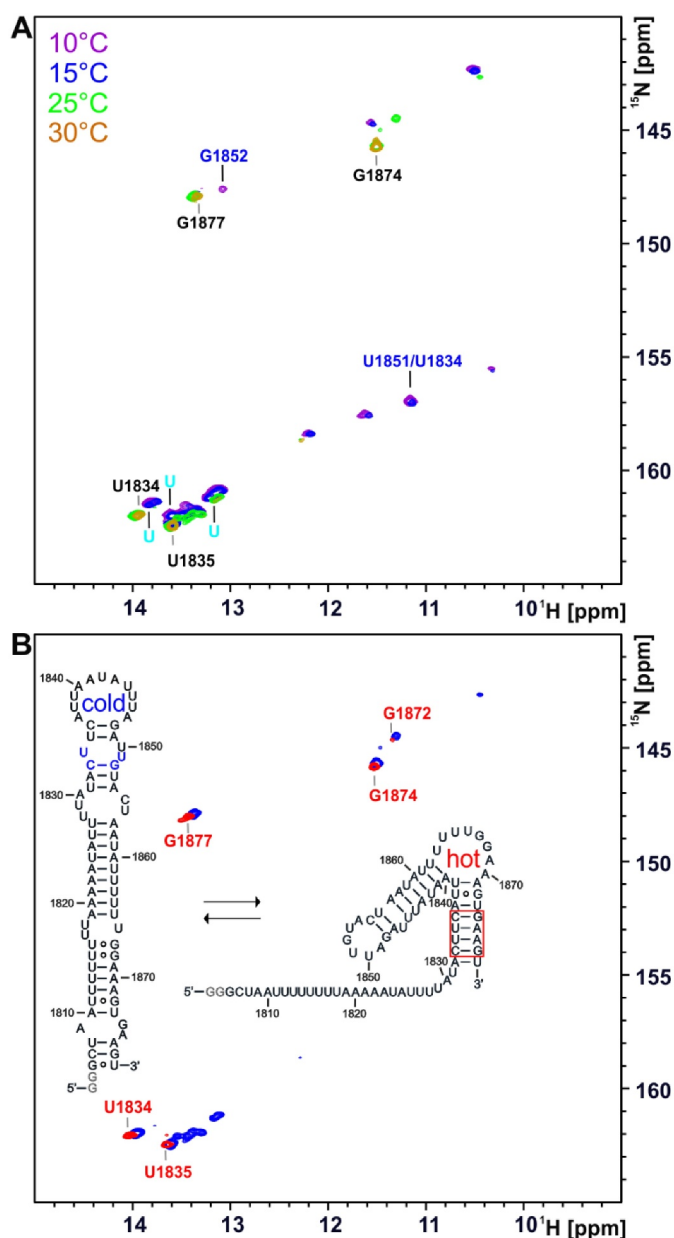 A
10°C
15°C
25°C
30°C
G1852
G1877
G1874
U1851/U1834
U1834
U
U
U
U1835
¹⁵N [ppm]
145
150
155
160
14
13
12
11
10
¹H [ppm]
B
cold
1840
1850
1830
1860
1820
1870
1810
5'-
3'
G1872
G1874
G1877
hot
1860
1870
1840
1850
1830
3'
5'-GGGCUAAUUUUUUUUAAAAAUAUUU
1810
1820
U1834
U1835
¹⁵N [ppm]
145
150
155
160
14
13
12
11
10
¹H [ppm]